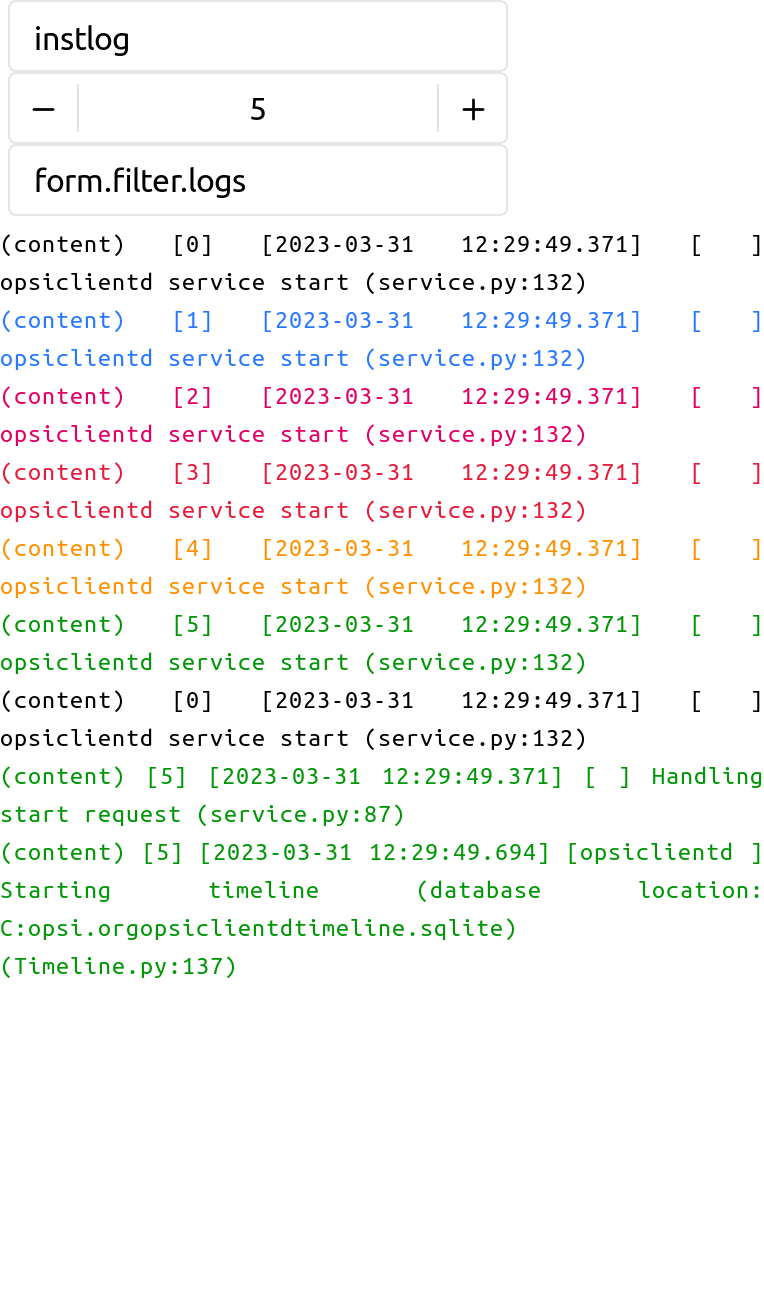 instlog
− 5 +
form.filter.logs
(content) [0] [2023-03-31 12:29:49.371] [ ]
opsiclientd service start (service.py:132)
(content) [1] [2023-03-31 12:29:49.371] [ ]
opsiclientd service start (service.py:132)
(content) [2] [2023-03-31 12:29:49.371] [ ]
opsiclientd service start (service.py:132)
(content) [3] [2023-03-31 12:29:49.371] [ ]
opsiclientd service start (service.py:132)
(content) [4] [2023-03-31 12:29:49.371] [ ]
opsiclientd service start (service.py:132)
(content) [5] [2023-03-31 12:29:49.371] [ ]
opsiclientd service start (service.py:132)
(content) [0] [2023-03-31 12:29:49.371] [ ]
opsiclientd service start (service.py:132)
(content) [5] [2023-03-31 12:29:49.371] [ ] Handling
start request (service.py:87)
(content) [5] [2023-03-31 12:29:49.694] [opsiclientd ]
Starting timeline (database location:
C:opsi.orgopsiclientdtimeline.sqlite)
(Timeline.py:137)